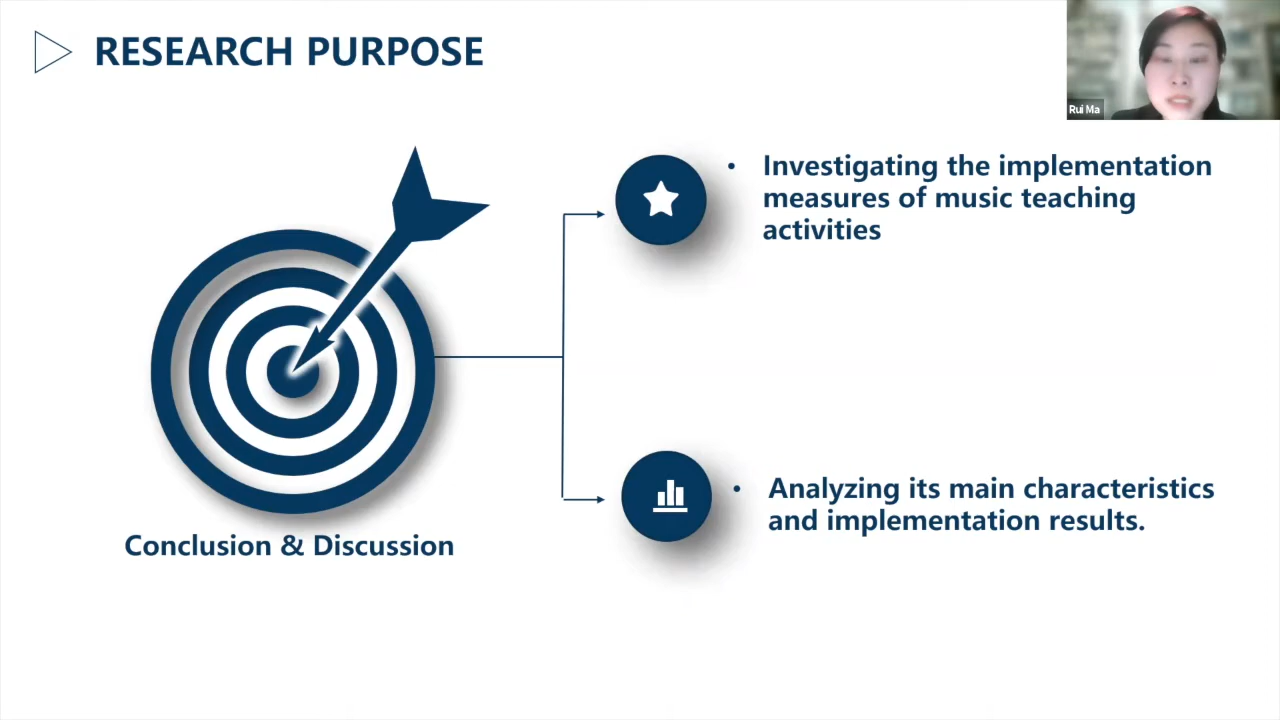 RESEARCH PURPOSE
Rui Ma
• Investigating the implementation
measures of music teaching
activities
• Analyzing its main characteristics
and implementation results.
Conclusion & Discussion